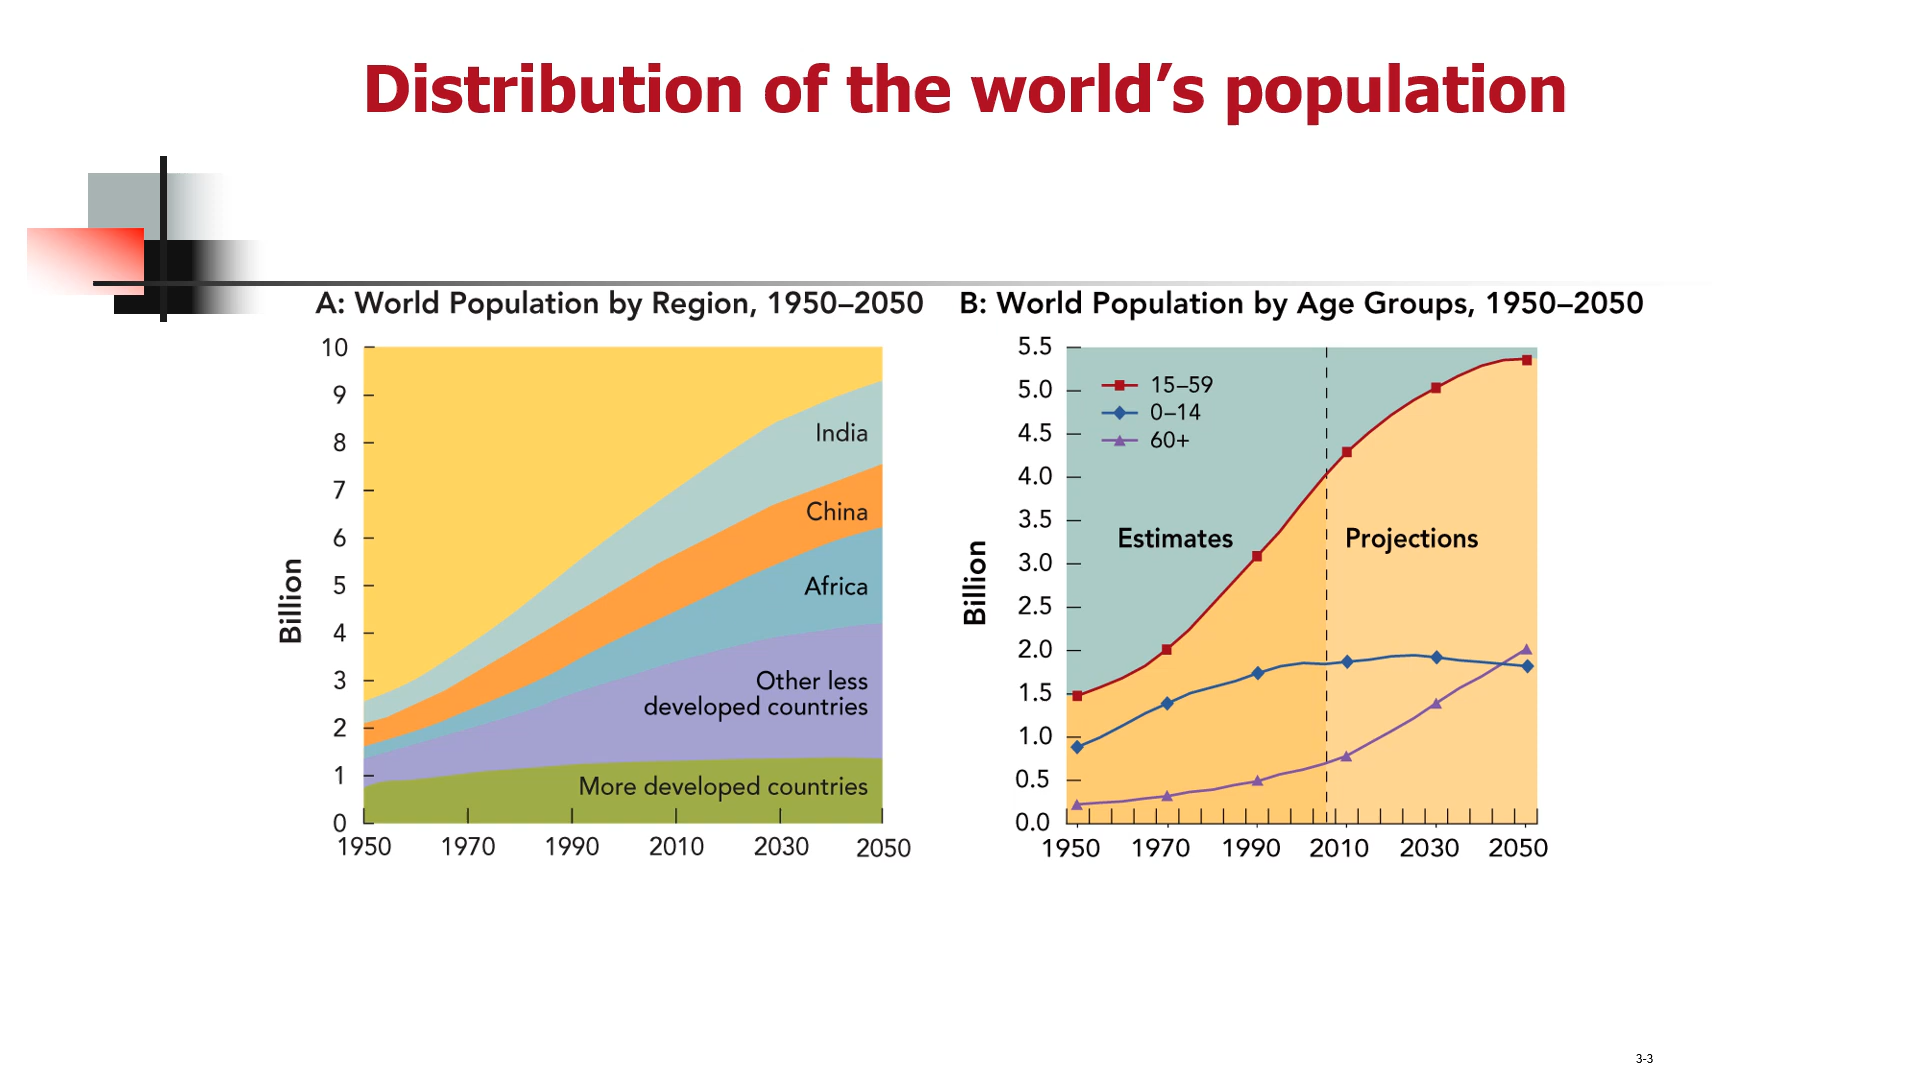 Distribution of the world’s population
A: World Population by Region, 1950–2050
10
9
8
7
6
5
4
3
2
1
0
Billion
India
China
Africa
Other less
developed countries
More developed countries
1950 1970 1990 2010 2030 2050
B: World Population by Age Groups, 1950–2050
5.5
5.0
4.5
4.0
3.5
3.0
2.5
2.0
1.5
1.0
0.5
0.0
Billion
15–59
0–14
60+
Estimates Projections
1950 1970 1990 2010 2030 2050
3-3